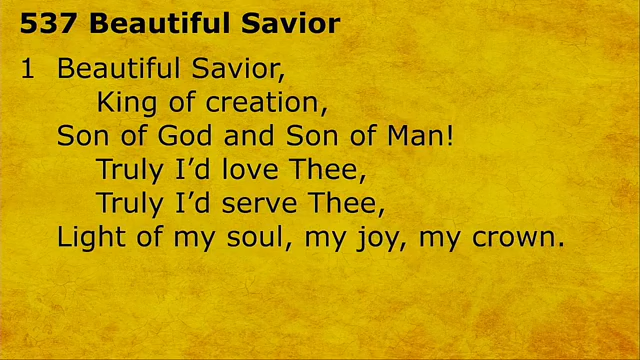 537 Beautiful Savior
1 Beautiful Savior,
King of creation,
Son of God and Son of Man!
Truly I’d love Thee,
Truly I’d serve Thee,
Light of my soul, my joy, my crown.